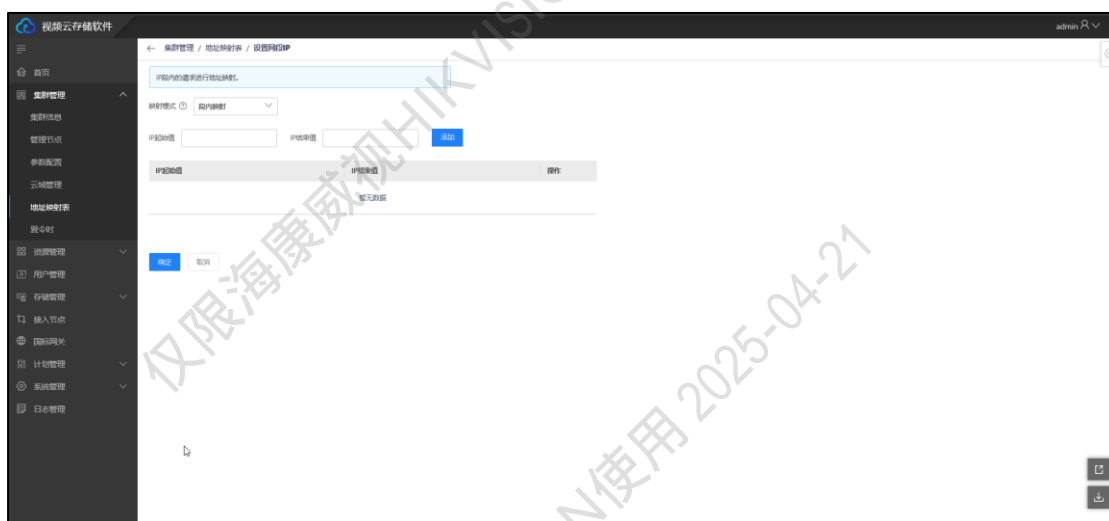 视频云存储软件
admin
← 集群管理 / 地址映射表 / 设置网段IP
首页
集群管理
集群信息
管理节点
参数配置
云域管理
地址映射表
夏令时
资源管理
用户管理
存储管理
接入节点
国标网关
计划管理
系统管理
日志管理
IP段内的请求进行地址映射。
映射模式 段内映射
IP起始值 IP结束值 添加
IP起始值 IP结束值 操作
暂无数据
确定 取消
仅限海康威视HIKVISION使用 2025-04-21